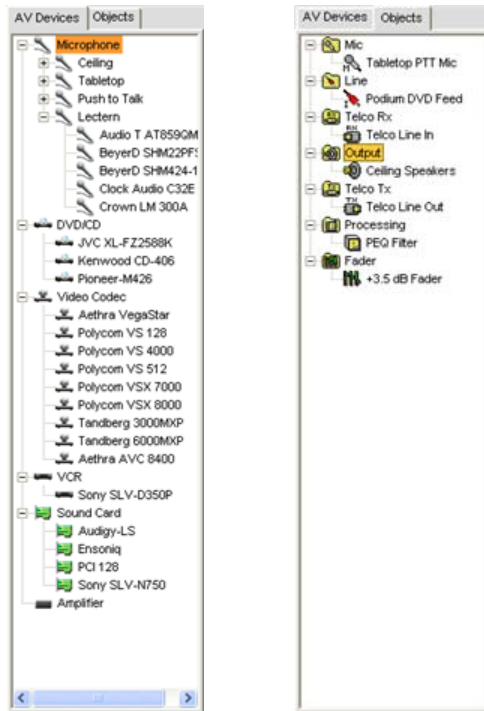 AV Devices Objects
Microphone
Ceiling
Tabletop
Push to Talk
Lectern
Audio T AT859QM
BeyerD SHM22PF
BeyerD SHM424-1
Clock Audio C32E
Crown LM 300A
DVD/CD
JVC XL-FZ2588K
Kenwood CD-406
Pioneer-M426
Video Codec
Aethra VegaStar
Polycom VS 128
Polycom VS 4000
Polycom VS 512
Polycom VSX 7000
Polycom VSX 8000
Tandberg 3000MXP
Tandberg 6000MXP
Aethra AVC 8400
VCR
Sony SLV-D350P
Sound Card
Audigy-LS
Ensoniq
PCI 128
Sony SLV-N750
Amplifier
AV Devices Objects
Mic
Tabletop PTT Mic
Line
Podium DVD Feed
Telco Rx
Telco Line In
Output
Ceiling Speakers
Telco Tx
Telco Line Out
Processing
PEQ Filter
Fader
+3.5 dB Fader